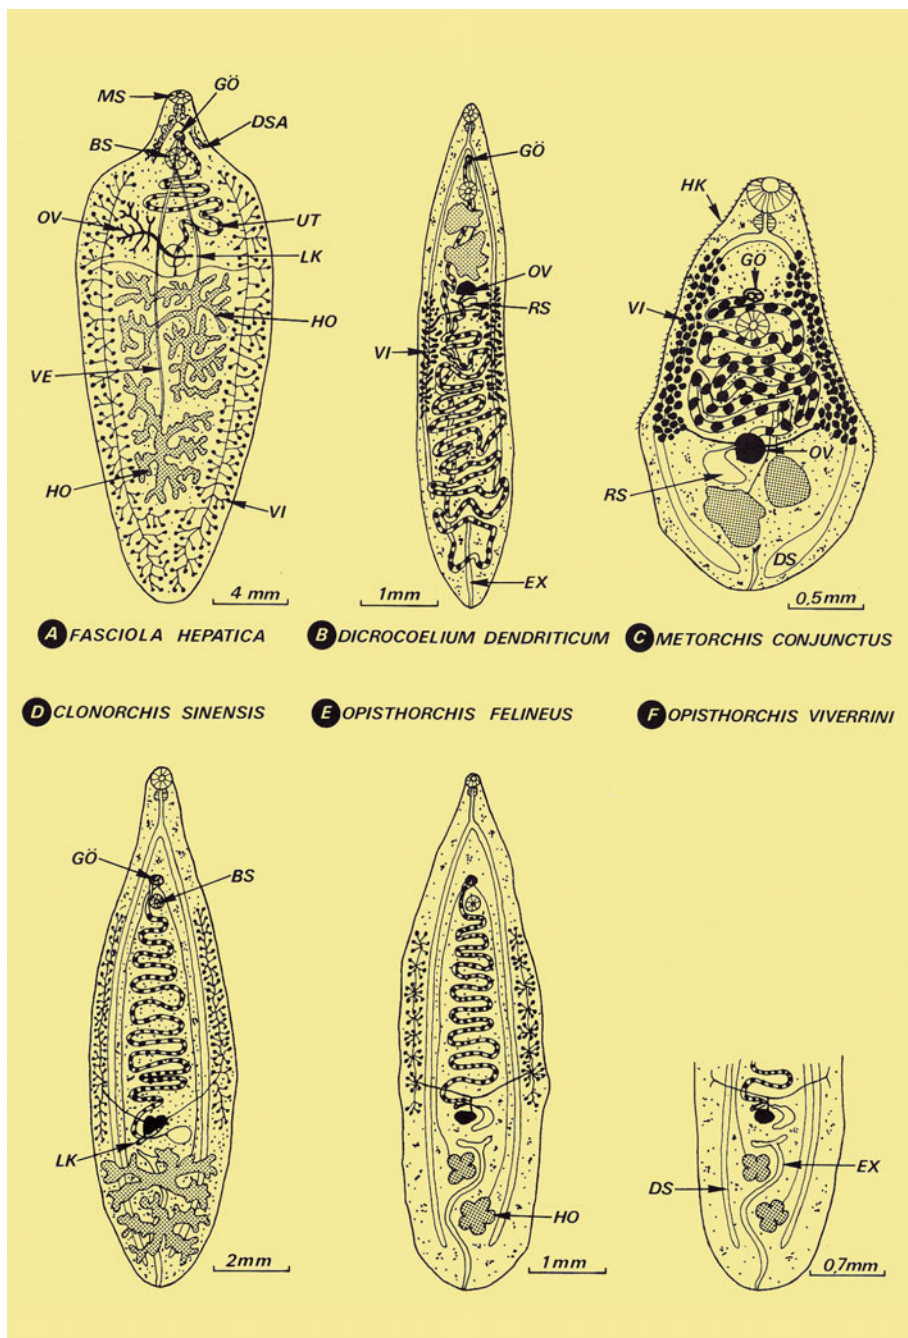 MS
GÖ
DSA
BS
OV
UT
LK
HO
VE
HO
VI
4 mm
GÖ
OV
RS
VI
EX
1mm
HK
GÖ
VI
OV
RS
DS
0,5mm
A FASCIOLA HEPATICA
B DICROCOELIUM DENDRITICUM
C METORCHIS CONJUNCTUS
D CLONORCHIS SINENSIS
E OPISTHORCHIS FELINEUS
F OPISTHORCHIS VIVERRINI
GÖ
BS
LK
2mm
HO
1mm
DS
EX
0,7mm